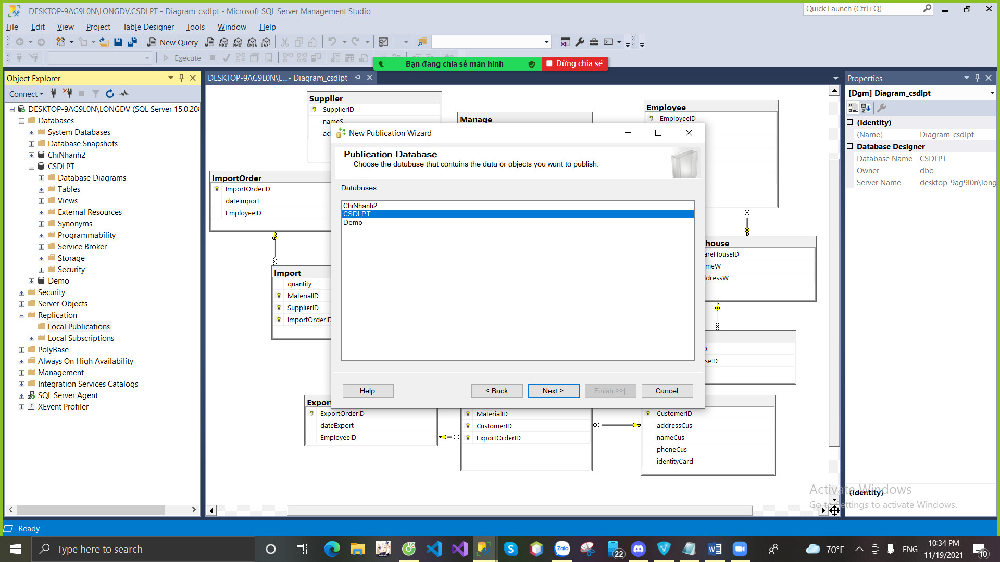 DESKTOP-9AG9L0N\LONGDV.CSDLPT - Diagram_csdlpt - Microsoft SQL Server Management Studio
Quick Launch (Ctrl+Q)
File Edit View Project Table Designer Tools Window Help
New Query
MDX DMX XMLA DAX
Execute
Bạn đang chia sẻ màn hình
Dừng chia sẻ
Object Explorer
Connect
DESKTOP-9AG9L0N\LONGDV (SQL Server 15.0.208
Databases
System Databases
Database Snapshots
ChiNhanh2
CSDLPT
Database Diagrams
Tables
Views
External Resources
Synonyms
Programmability
Service Broker
Storage
Security
Demo
Security
Server Objects
Replication
Local Publications
Local Subscriptions
PolyBase
Always On High Availability
Management
Integration Services Catalogs
SQL Server Agent
XEvent Profiler
DESKTOP-9AG9L0N\L...- Diagram_csdlpt
Supplier
SupplierID
nameS
ad
Manage
Employee
EmployeeID
ImportOrder
ImportOrderID
dateImport
EmployeeID
Import
quantity
MaterialID
SupplierID
ImportOrderID
house
areHouseID
meW
ddressW
D
seID
Export
ExportOrderID
dateExport
EmployeeID
MaterialID
CustomerID
ExportOrderID
CustomerID
addressCus
nameCus
phoneCus
identityCard
New Publication Wizard
Publication Database
Choose the database that contains the data or objects you want to publish.
Databases:
ChiNhanh2
CSDLPT
Demo
Help
< Back
Next >
Finish >>|
Cancel
Properties
[Dgm] Diagram_csdlpt
(Identity)
(Name) Diagram_csdlpt
Database Designer
Database Name CSDLPT
Owner dbo
Server Name desktop-9ag9l0n\long
(Identity)
Activate Windows
Go to Settings to activate Windows.
Ready
Type here to search
Zalo
22
70°F
ENG
10:34 PM
11/19/2021
10